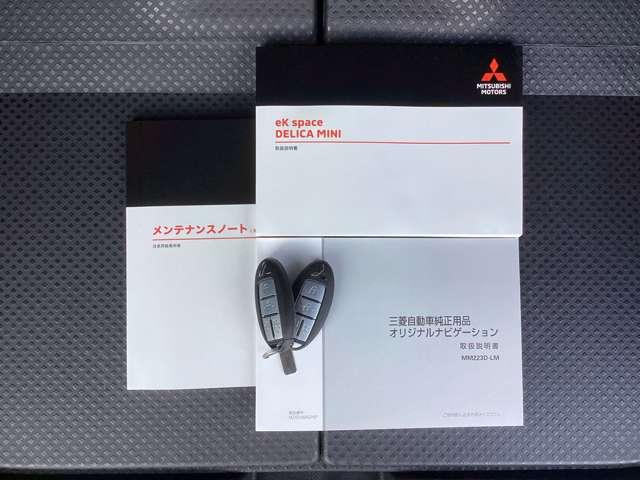 MITSUBISHI
MOTORS
eK space
DELICA MINI
取扱説明書
メンテナンスノート
三菱自動車純正用品
オリジナルナビゲーション
取扱説明書
MM223D-LM